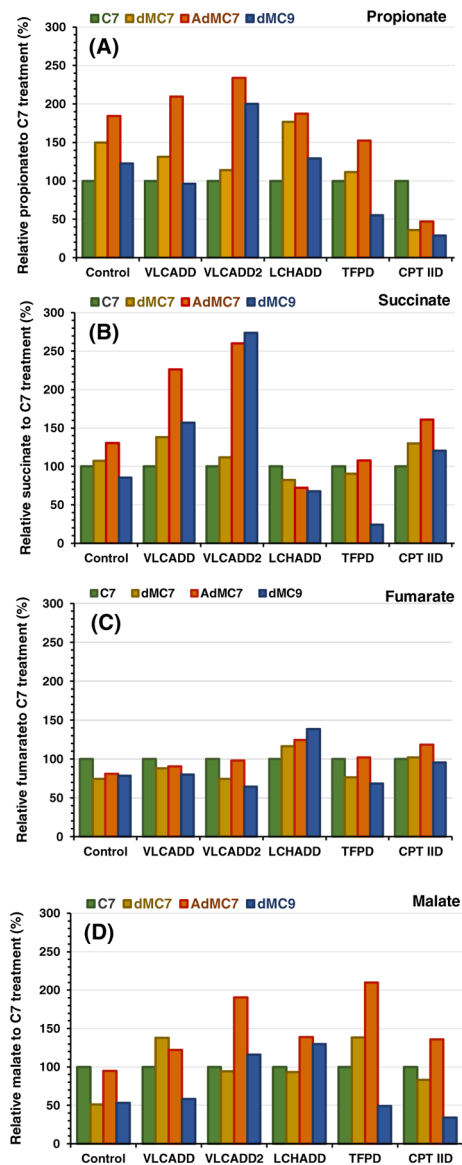 C7 dMC7 AdMC7 dMC9
Propionate
(A)
Relative propionateto C7 treatment (%)
300
250
200
150
100
50
0
Control VLCADD VLCADD2 LCHADD TFPD CPT IID
C7 dMC7 AdMC7 dMC9
Succinate
(B)
Relative succinate to C7 treatment (%)
300
250
200
150
100
50
0
Control VLCADD VLCADD2 LCHADD TFPD CPT IID
C7 dMC7 AdMC7 dMC9
Fumarate
(C)
Relative fumarateto C7 treatment (%)
300
250
200
150
100
50
0
Control VLCADD VLCADD2 LCHADD TFPD CPT IID
C7 dMC7 AdMC7 dMC9
Malate
(D)
Relative malate to C7 treatment (%)
300
250
200
150
100
50
0
Control VLCADD VLCADD2 LCHADD TFPD CPT IID